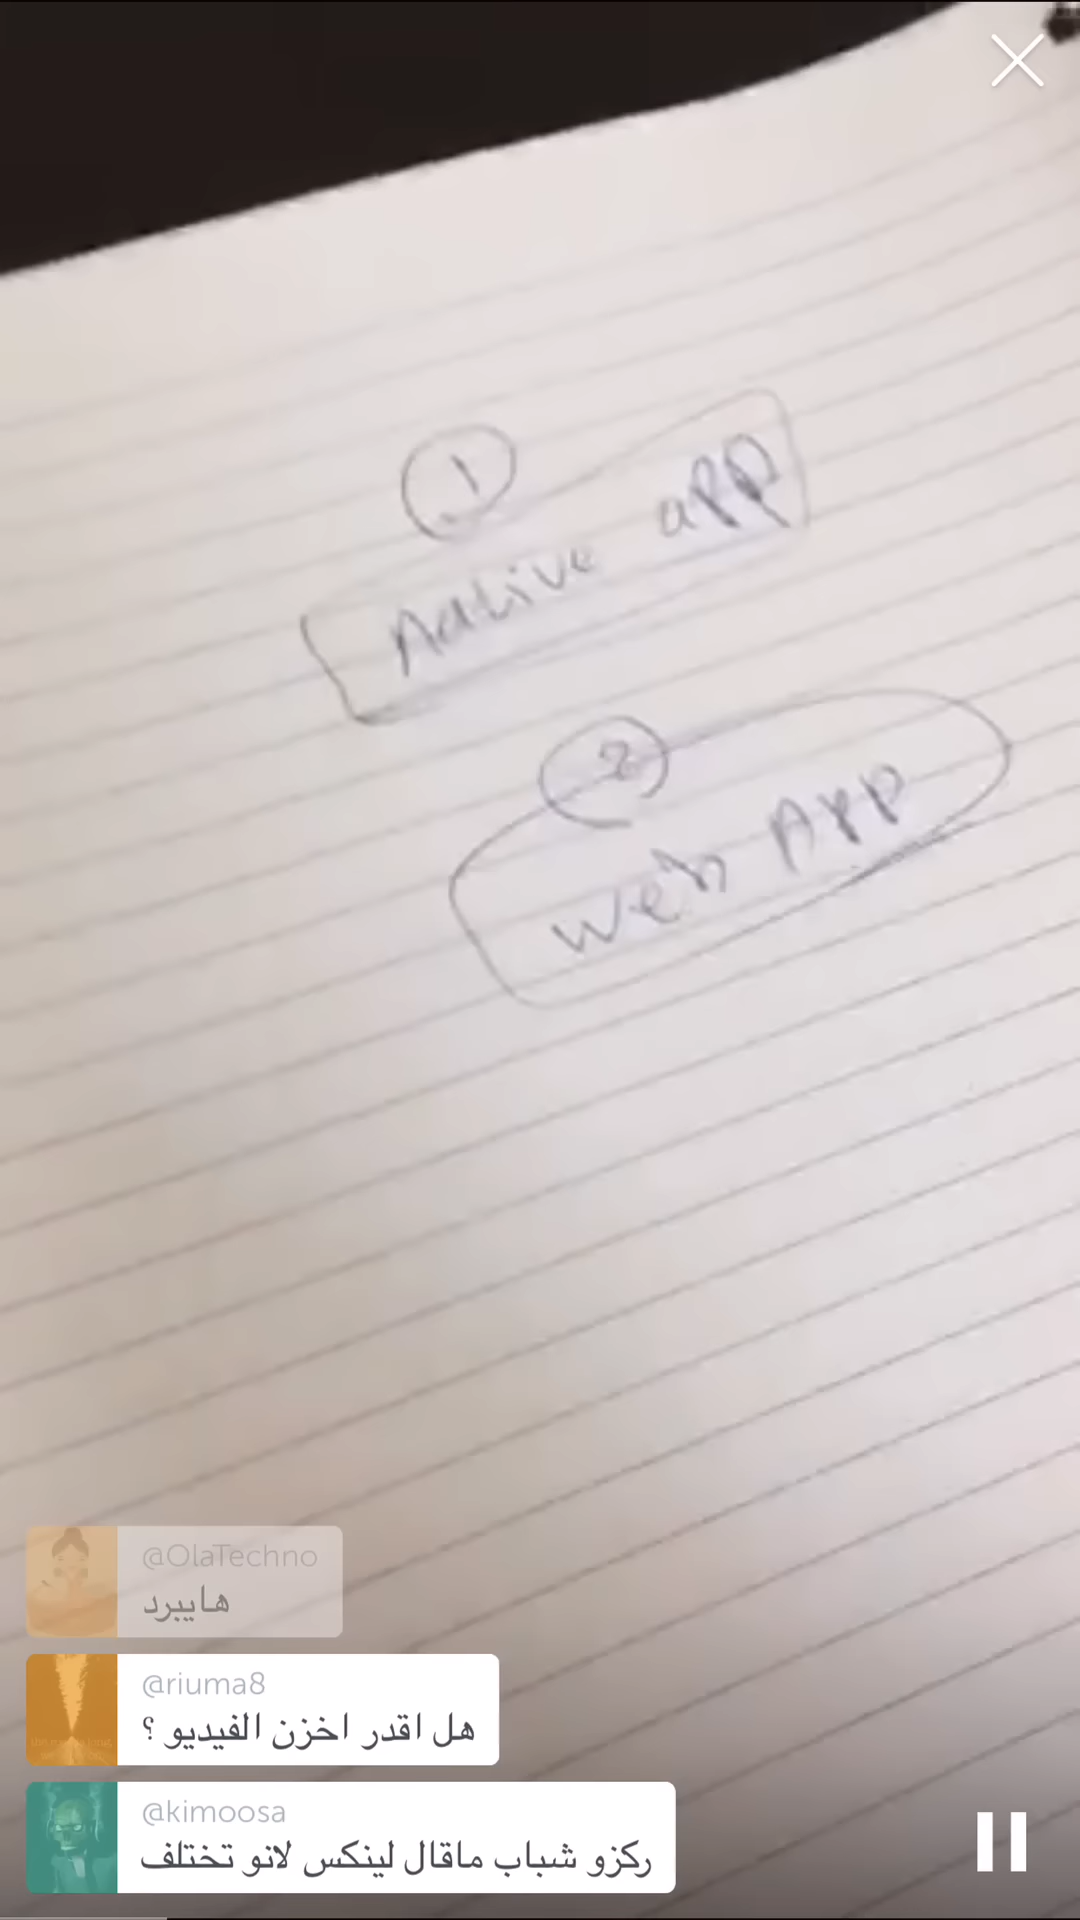 1
Native app
2
Web App
@OlaTechno
هايبرد
@riuma8
هل اقدر اخزن الفيديو ؟
@kimoosa
ركزو شباب ماقال لينكس لانو تختلف